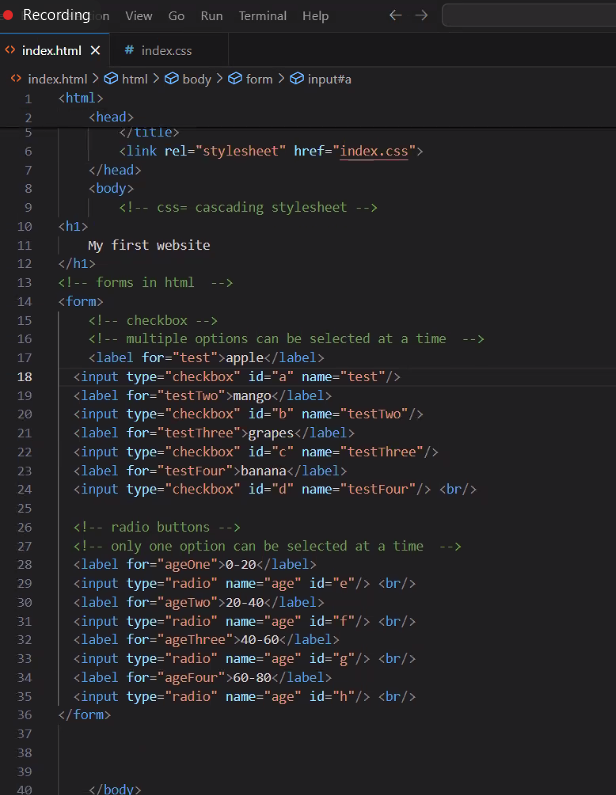 Recording on View Go Run Terminal Help
index.html # index.css
index.html > html > body > form > input#a
1 <html>
2 <head>
5 </title>
6 <link rel="stylesheet" href="index.css">
7 </head>
8 <body>
9 <!-- css= cascading stylesheet -->
10 <h1>
11 My first website
12 </h1>
13 <!-- forms in html -->
14 <form>
15 <!-- checkbox -->
16 <!-- multiple options can be selected at a time -->
17 <label for="test">apple</label>
18 <input type="checkbox" id="a" name="test"/>
19 <label for="testTwo">mango</label>
20 <input type="checkbox" id="b" name="testTwo"/>
21 <label for="testThree">grapes</label>
22 <input type="checkbox" id="c" name="testThree"/>
23 <label for="testFour">banana</label>
24 <input type="checkbox" id="d" name="testFour"/> <br/>
25
26 <!-- radio buttons -->
27 <!-- only one option can be selected at a time -->
28 <label for="ageOne">0-20</label>
29 <input type="radio" name="age" id="e"/> <br/>
30 <label for="ageTwo">20-40</label>
31 <input type="radio" name="age" id="f"/> <br/>
32 <label for="ageThree">40-60</label>
33 <input type="radio" name="age" id="g"/> <br/>
34 <label for="ageFour">60-80</label>
35 <input type="radio" name="age" id="h"/> <br/>
36 </form>
37
38
39
40 </body>